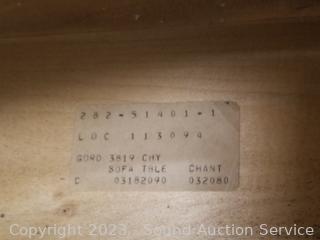 282-51401-1
LOC 113094
GORD 3819 CHY
SOFA TBLE CHANT
C 03182090 032080
Copyright 2023, Sound Auction Service